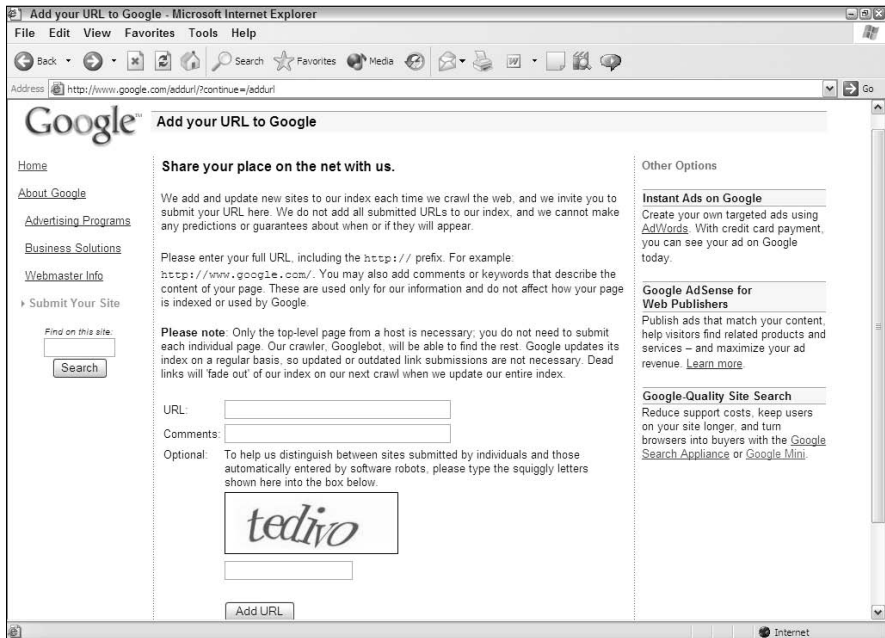 Add your URL to Google - Microsoft Internet Explorer
File Edit View Favorites Tools Help
Back Search Favorites Media
Address http://www.google.com/addurl/?continue=/addurl Go
Google™ Add your URL to Google
Home
About Google
Advertising Programs
Business Solutions
Webmaster Info
Submit Your Site
Find on this site:
Search
Share your place on the net with us.
We add and update new sites to our index each time we crawl the web, and we invite you to
submit your URL here. We do not add all submitted URLs to our index, and we cannot make
any predictions or guarantees about when or if they will appear.
Please enter your full URL, including the http:// prefix. For example:
http://www.google.com/. You may also add comments or keywords that describe the
content of your page. These are used only for our information and do not affect how your page
is indexed or used by Google.
Please note: Only the top-level page from a host is necessary; you do not need to submit
each individual page. Our crawler, Googlebot, will be able to find the rest. Google updates its
index on a regular basis, so updated or outdated link submissions are not necessary. Dead
links will 'fade out' of our index on our next crawl when we update our entire index.
URL:
Comments:
Optional: To help us distinguish between sites submitted by individuals and those
automatically entered by software robots, please type the squiggly letters
shown here into the box below.
tedivo
Add URL
Other Options
Instant Ads on Google
Create your own targeted ads using
AdWords. With credit card payment,
you can see your ad on Google
today.
Google AdSense for
Web Publishers
Publish ads that match your content,
help visitors find related products and
services – and maximize your ad
revenue. Learn more.
Google-Quality Site Search
Reduce support costs, keep users
on your site longer, and turn
browsers into buyers with the Google
Search Appliance or Google Mini.
Internet